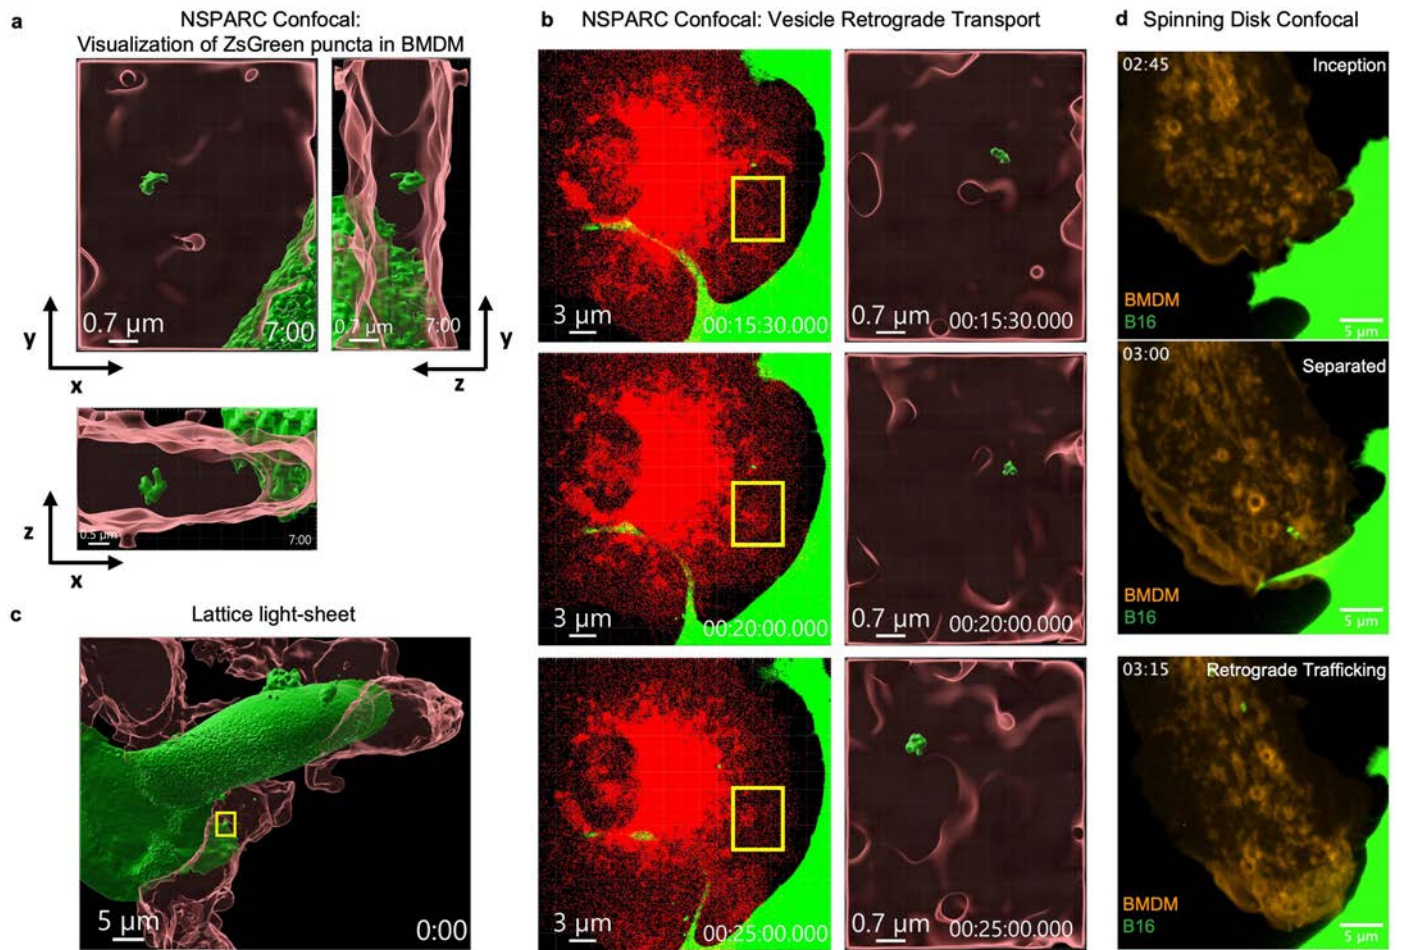 a
NSPARC Confocal:
Visualization of ZsGreen puncta in BMDM
0.7 µm
7:00
0.7 µm
7:00
y
x
z
y
0.5 µm
7:00
z
x
b
NSPARC Confocal: Vesicle Retrograde Transport
3 µm
00:15:30.000
0.7 µm
00:15:30.000
3 µm
00:20:00.000
0.7 µm
00:20:00.000
3 µm
00:25:00.000
0.7 µm
00:25:00.000
c
Lattice light-sheet
5 µm
0:00
d
Spinning Disk Confocal
02:45
Inception
BMDM
B16
5 µm
03:00
Separated
BMDM
B16
5 µm
03:15
Retrograde Trafficking
BMDM
B16
5 µm